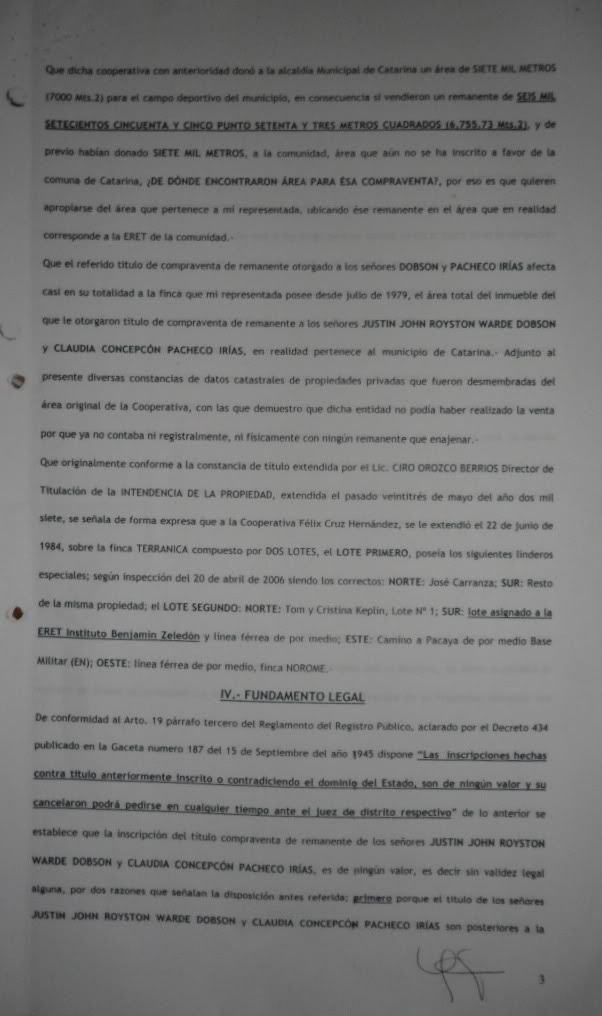 Que dicha cooperativa con anterioridad donó a la alcaldía Municipal de Catarina un área de SIETE MIL METROS
(7000 Mts.2) para el campo deportivo del municipio, en consecuencia si vendieron un remanente de SEIS MIL
SETECIENTOS CINCUENTA Y CINCO PUNTO SETENTA Y TRES METROS CUADRADOS (6,755.73 Mts.2), y de
previo habían donado SIETE MIL METROS, a la comunidad, área que aún no se ha inscrito a favor de la
comuna de Catarina, ¿DE DÓNDE ENCONTRARON ÁREA PARA ÉSA COMPRAVENTA?, por eso es que quieren
apropiarse del área que pertenece a mi representada, ubicando ése remanente en el área que en realidad
corresponde a la ERET de la comunidad.-
Que el referido título de compraventa de remanente otorgado a los señores DOBSON y PACHECO IRÍAS afecta
casi en su totalidad a la finca que mi representada posee desde julio de 1979, el área total del inmueble del
que le otorgaron título de compraventa de remanente a los señores JUSTIN JOHN ROYSTON WARDE DOBSON
y CLAUDIA CONCEPCÓN PACHECO IRÍAS, en realidad pertenece al municipio de Catarina.- Adjunto al
presente diversas constancias de datos catastrales de propiedades privadas que fueron desmembradas del
área original de la Cooperativa, con las que demuestro que dicha entidad no podía haber realizado la venta
por que ya no contaba ni registralmente, ni físicamente con ningún remanente que enajenar.-
Que originalmente conforme a la constancia de título extendida por el Lic. CIRO OROZCO BERRIOS Director de
Titulación de la INTENDENCIA DE LA PROPIEDAD, extendida el pasado veintitrés de mayo del año dos mil
siete, se señala de forma expresa que a la Cooperativa Félix Cruz Hernández, se le extendió el 22 de junio de
1984, sobre la finca TERRANICA compuesto por DOS LOTES, el LOTE PRIMERO, poseía los siguientes linderos
especiales; según inspección del 20 de abril de 2006 siendo los correctos: NORTE: José Carranza; SUR: Resto
de la misma propiedad; el LOTE SEGUNDO: NORTE: Tom y Cristina Keplin, Lote Nº 1; SUR: lote asignado a la
ERET Instituto Benjamín Zeledón y línea férrea de por medio; ESTE: Camino a Pacaya de por medio Base
Militar (EN); OESTE: línea férrea de por medio, finca NOROME.-
IV.- FUNDAMENTO LEGAL
De conformidad al Arto. 19 párrafo tercero del Reglamento del Registro Público, aclarado por el Decreto 434
publicado en la Gaceta numero 187 del 15 de Septiembre del año 1945 dispone "Las inscripciones hechas
contra título anteriormente inscrito o contradiciendo el dominio del Estado, son de ningún valor y su
cancelaron podrá pedirse en cualquier tiempo ante el juez de distrito respectivo" de lo anterior se
establece que la inscripción del título compraventa de remanente de los señores JUSTIN JOHN ROYSTON
WARDE DOBSON y CLAUDIA CONCEPCÓN PACHECO IRÍAS, es de ningún valor, es decir sin validez legal
alguna, por dos razones que señalan la disposición antes referida; primero porque el título de los señores
JUSTIN JOHN ROYSTON WARDE DOBSON y CLAUDIA CONCEPCÓN PACHECO IRÍAS son posteriores a la
3